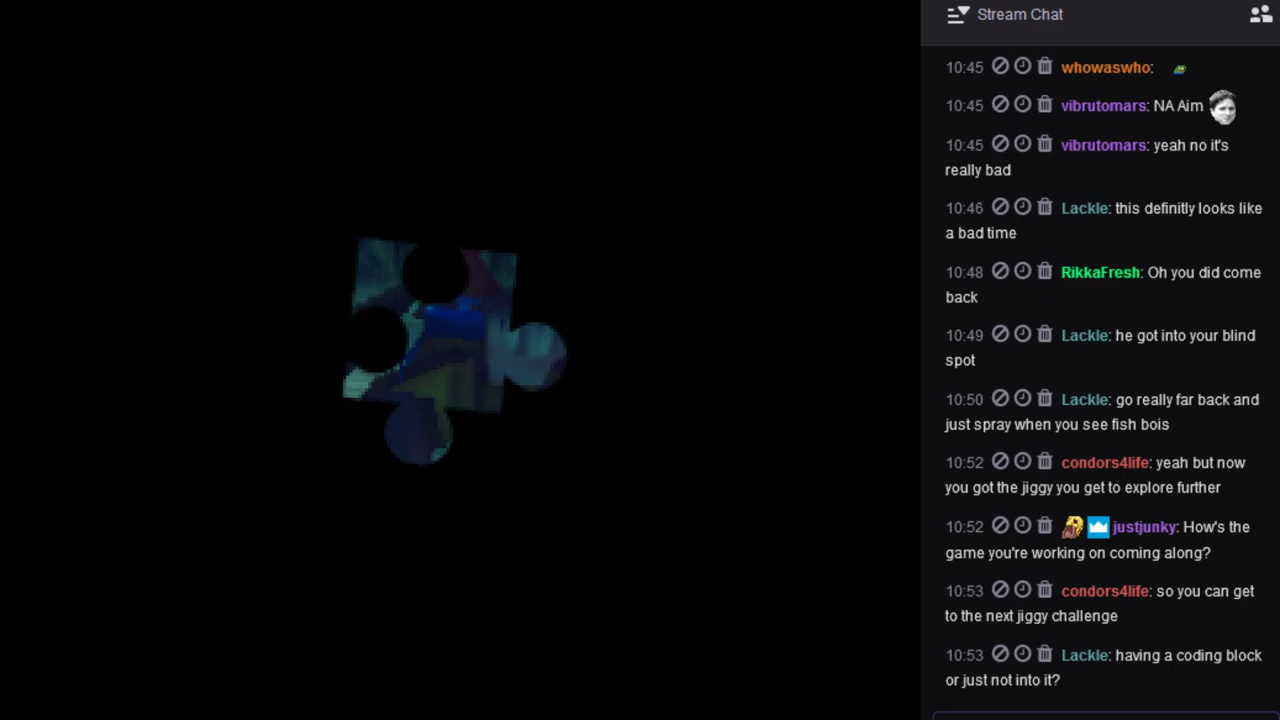 Stream Chat
10:45 whowaswho:
10:45 vibrutomars: NA Aim
10:45 vibrutomars: yeah no it's
really bad
10:46 Lackle: this definitly looks like
a bad time
10:48 RikkaFresh: Oh you did come
back
10:49 Lackle: he got into your blind
spot
10:50 Lackle: go really far back and
just spray when you see fish bois
10:52 condors4life: yeah but now
you got the jiggy you get to explore further
10:52 justjunky: How's the
game you're working on coming along?
10:53 condors4life: so you can get
to the next jiggy challenge
10:53 Lackle: having a coding block
or just not into it?